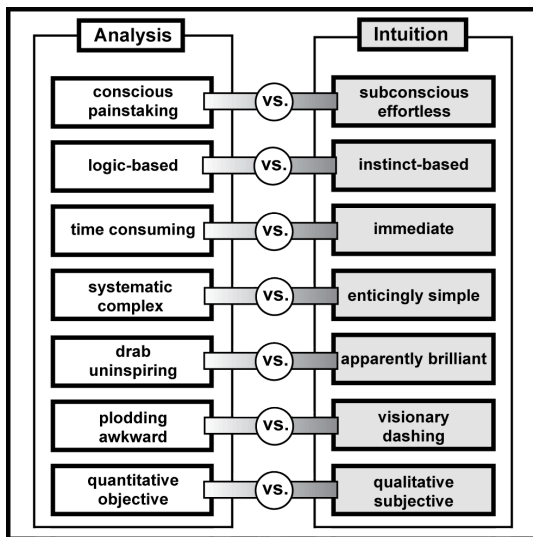 Analysis
Intuition
conscious
painstaking
vs.
subconscious
effortless
logic-based
vs.
instinct-based
time consuming
vs.
immediate
systematic
complex
vs.
enticingly simple
drab
uninspiring
vs.
apparently brilliant
plodding
awkward
vs.
visionary
dashing
quantitative
objective
vs.
qualitative
subjective